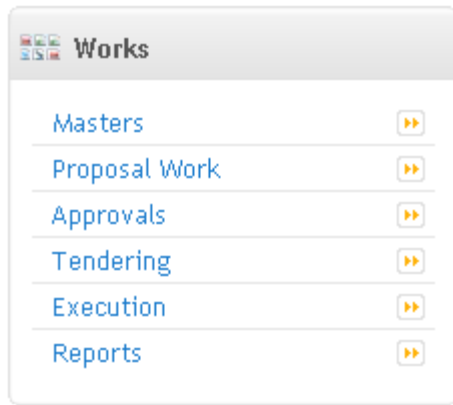 Works
Masters
Proposal Work
Approvals
Tendering
Execution
Reports